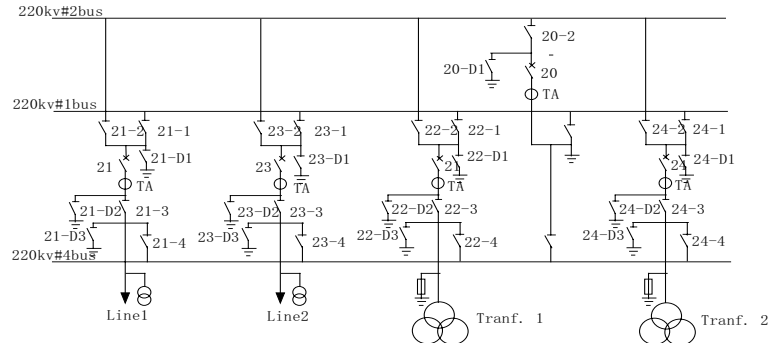 220kv#2bus
20-2
20-D1
-
20
TA
220kv#1bus
21-2 21-1
23-2 23-1
22-2 22-1
24-2 24-1
21 21-D1
23 23-D1
21 22-D1
24 24-D1
TA
TA
TA
TA
21-D2 21-3
23-D2 23-3
22-D2 22-3
24-D2 24-3
21-D3 21-4
23-D3 23-4
22-D3 22-4
24-D3 24-4
220kv#4bus
Line1
Line2
Tranf. 1
Tranf. 2